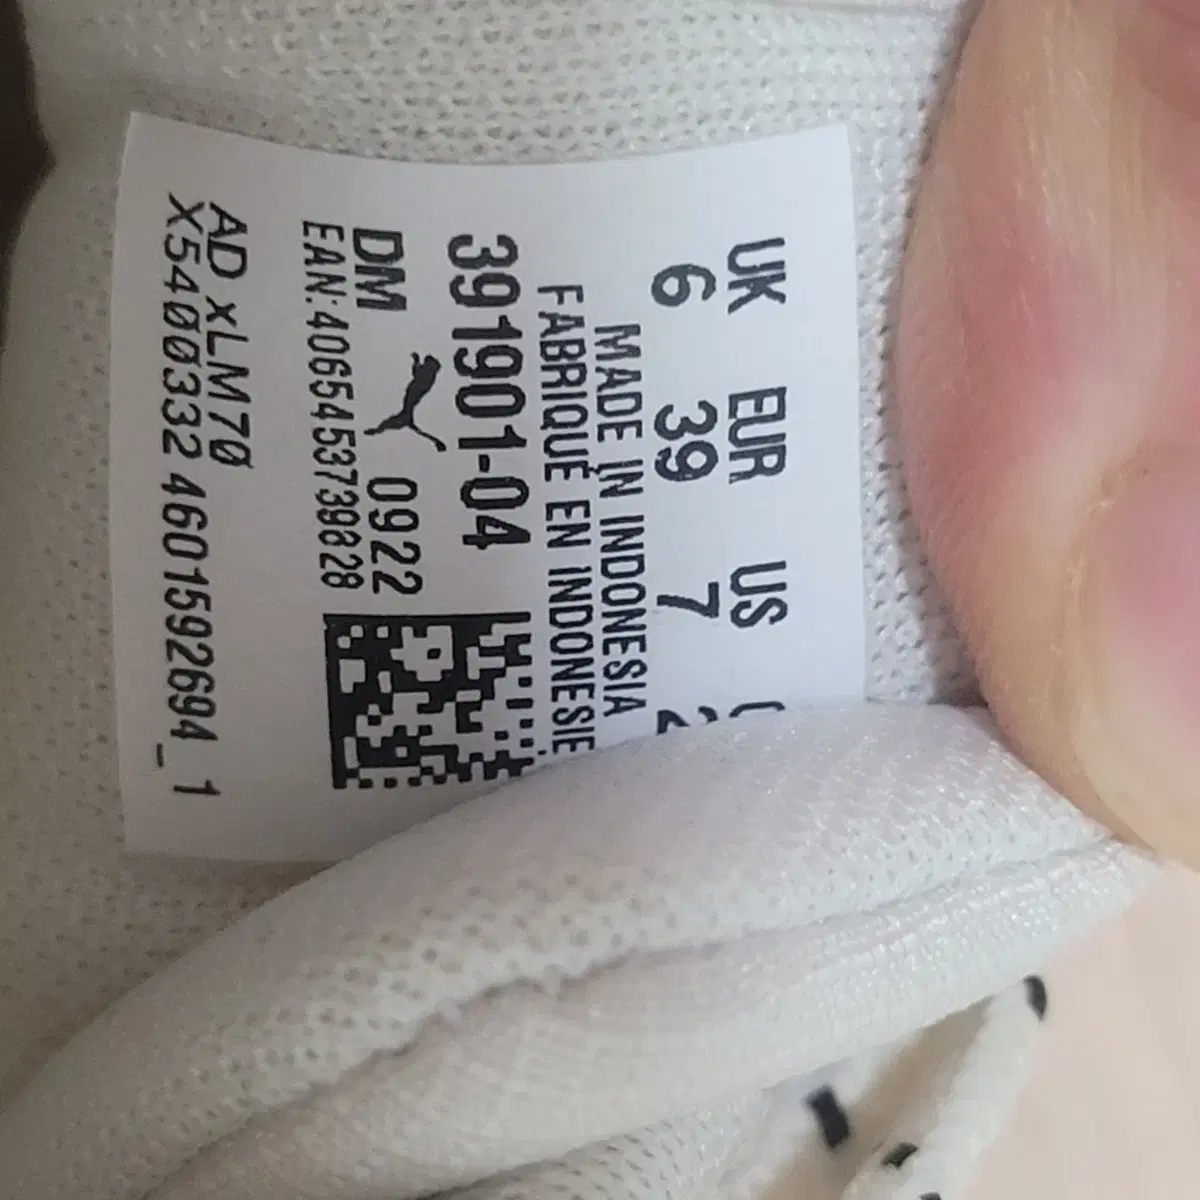 UK EUR US
6 39 7
MADE IN INDONESIA
FABRIQUÉ EN INDONESIE
391901-04
DM 0922
EAN:4065453739828
AD xLM70
X5400332 4601592694_1